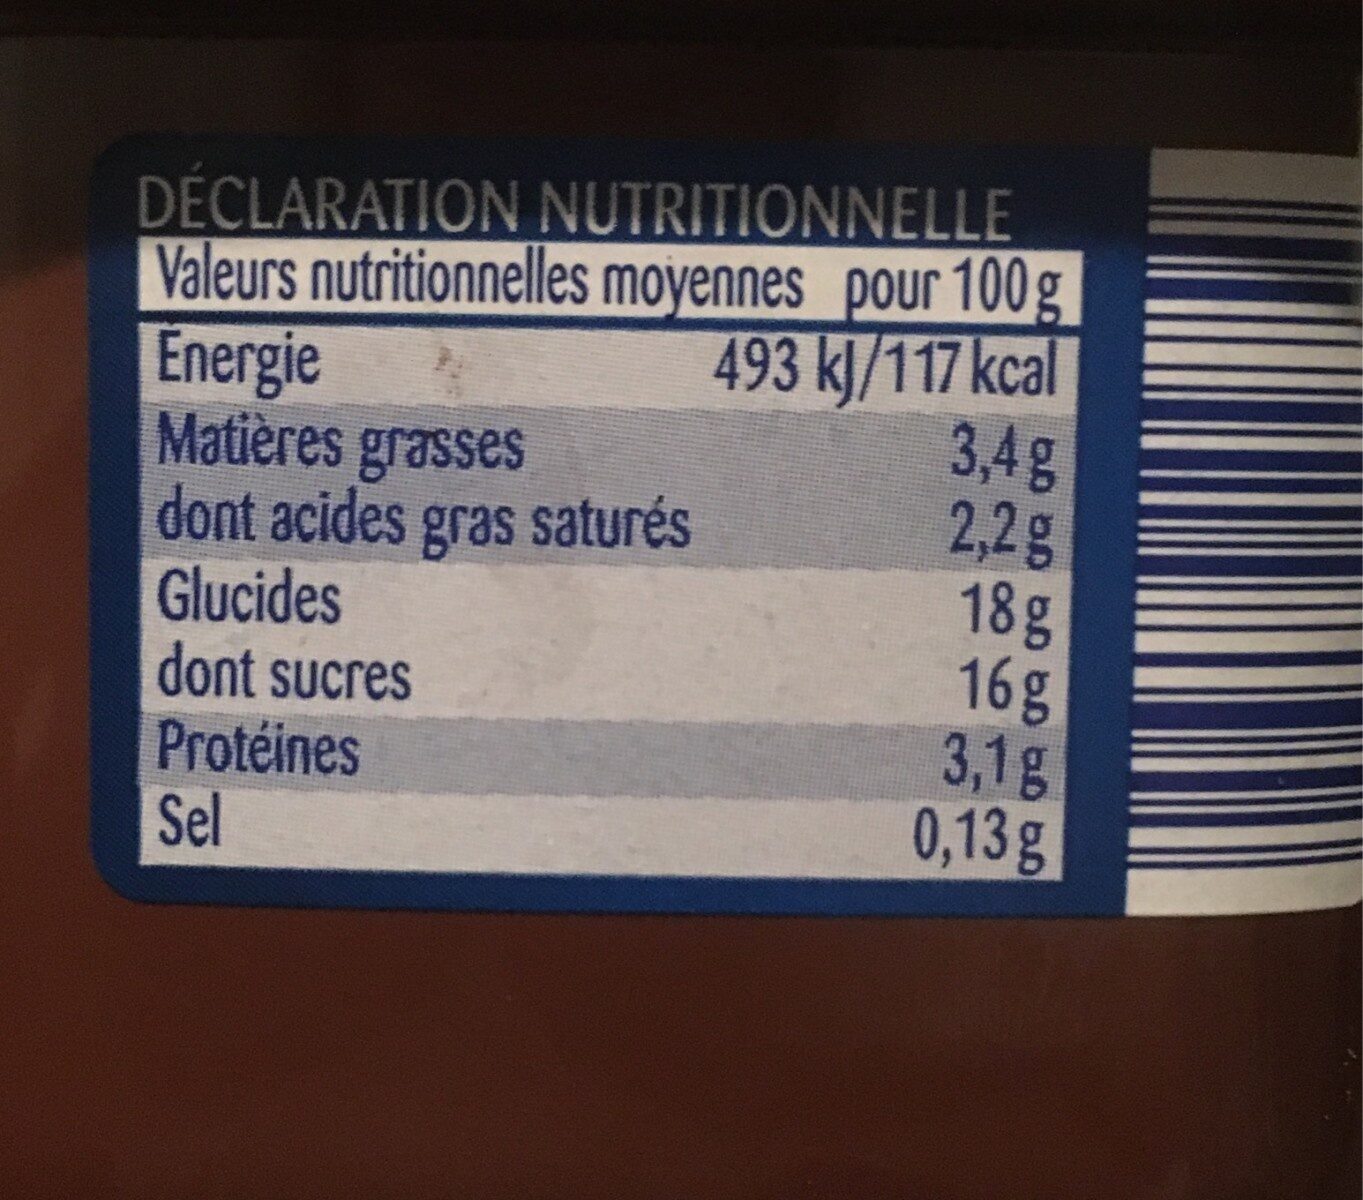 DÉCLARATION NUTRITIONNELLE
Valeurs nutritionnelles moyennes pour 100 g
Énergie 493 kJ/117 kcal
Matières grasses 3,4 g
dont acides gras saturés 2,2 g
Glucides 18 g
dont sucres 16 g
Protéines 3,1 g
Sel 0,13 g